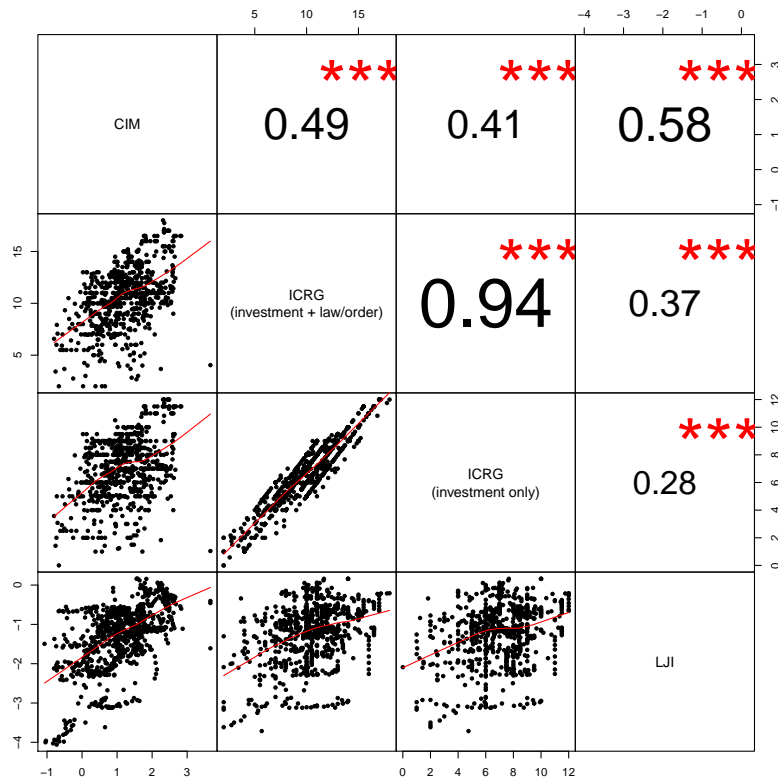 5 10 15
-4 -3 -2 -1 0
CIM
0.49
***
0.41
***
0.58
***
-1 0 1 2 3
5 10 15
ICRG
(investment + law/order)
0.94
***
0.37
***
ICRG
(investment only)
0.28
***
0 2 4 6 8 10 12
-4 -3 -2 -1 0
LJI
-1 0 1 2 3
0 2 4 6 8 10 12